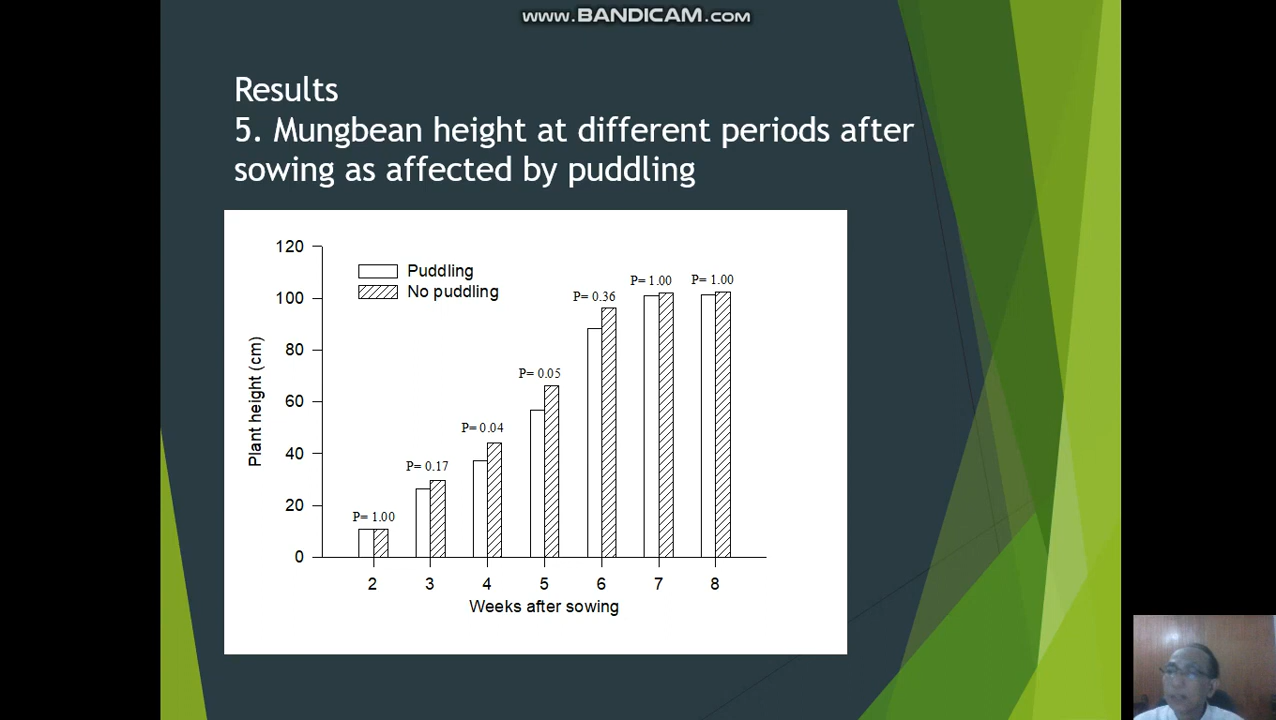 www.BANDICAM.com
Results
5. Mungbean height at different periods after
sowing as affected by puddling
120
100
80
60
40
20
0
Plant height (cm)
Puddling
No puddling
P= 1.00
P= 0.17
P= 0.04
P= 0.05
P= 0.36
P= 1.00
P= 1.00
2 3 4 5 6 7 8
Weeks after sowing